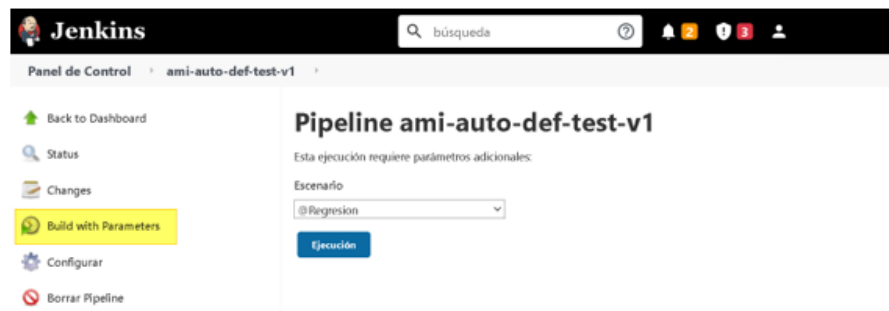 Jenkins
búsqueda
2
3
Panel de Control
ami-auto-def-test-v1
Back to Dashboard
Status
Changes
Build with Parameters
Configurar
Borrar Pipeline
Pipeline ami-auto-def-test-v1
Esta ejecución requiere parámetros adicionales:
Escenario
@Regresion
Ejecución